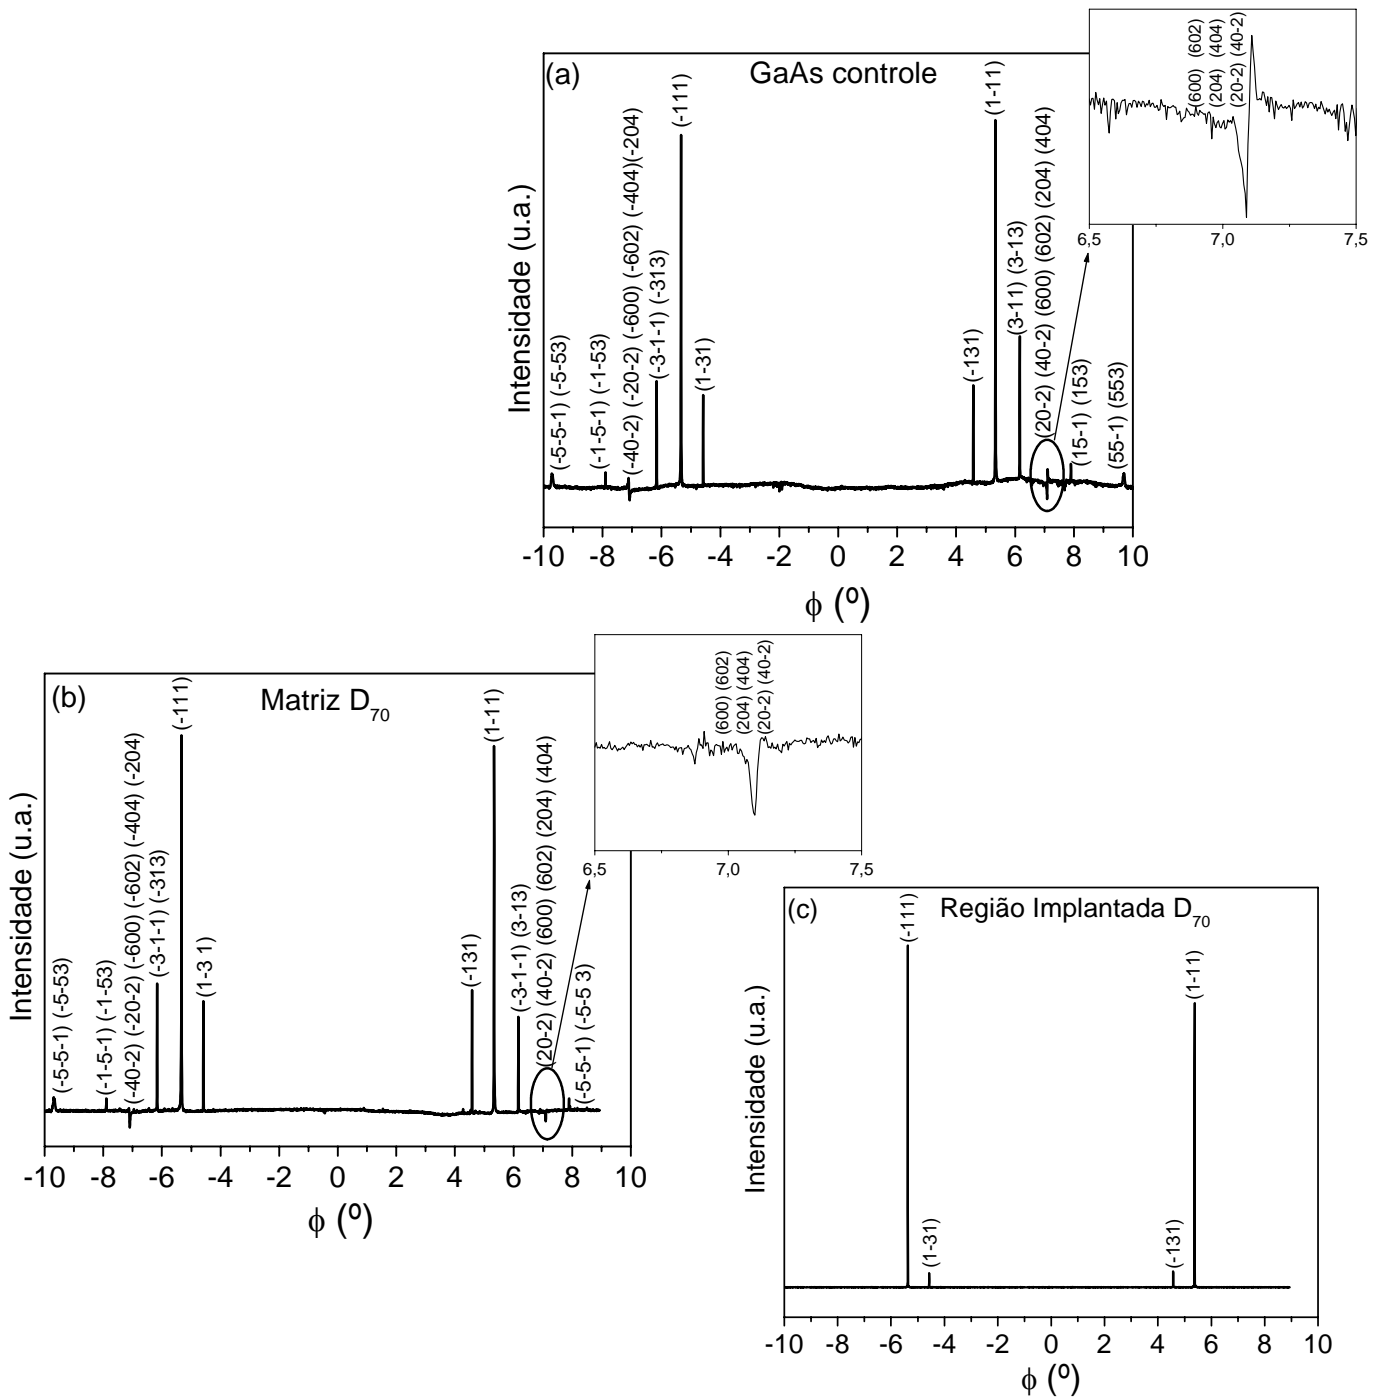 (a)
GaAs controle
Intensidade (u.a.)
(-5-5-1) (-5-53)
(-1-5-1) (-1-53)
(-40-2) (-20-2) (-600) (-602) (-404)(-204)
(-3-1-1) (-313)
(-111)
(1-31)
(-131)
(1-11)
(3-11) (3-13)
(20-2) (40-2) (600) (602) (204) (404)
(15-1) (153)
(55-1) (553)
-10 -8 -6 -4 -2 0 2 4 6 8 10
ϕ (º)
(600) (602)
(204) (404)
(20-2) (40-2)
6,5 7,0 7,5
(b)
Matriz D70
Intensidade (u.a.)
(-5-5-1) (-5-53)
(-1-5-1) (-1-53)
(-40-2) (-20-2) (-600) (-602) (-404) (-204)
(-3-1-1) (-313)
(-111)
(1-3 1)
(-131)
(1-11)
(-3-1-1) (3-13)
(20-2) (40-2) (600) (602) (204) (404)
(-5-5-1) (-5-5 3)
-10 -8 -6 -4 -2 0 2 4 6 8 10
ϕ (º)
(600) (602)
(204) (404)
(20-2) (40-2)
6,5 7,0 7,5
(c)
Região Implantada D70
Intensidade (u.a.)
(-111)
(1-31)
(-131)
(1-11)
-10 -8 -6 -4 -2 0 2 4 6 8 10
ϕ (º)